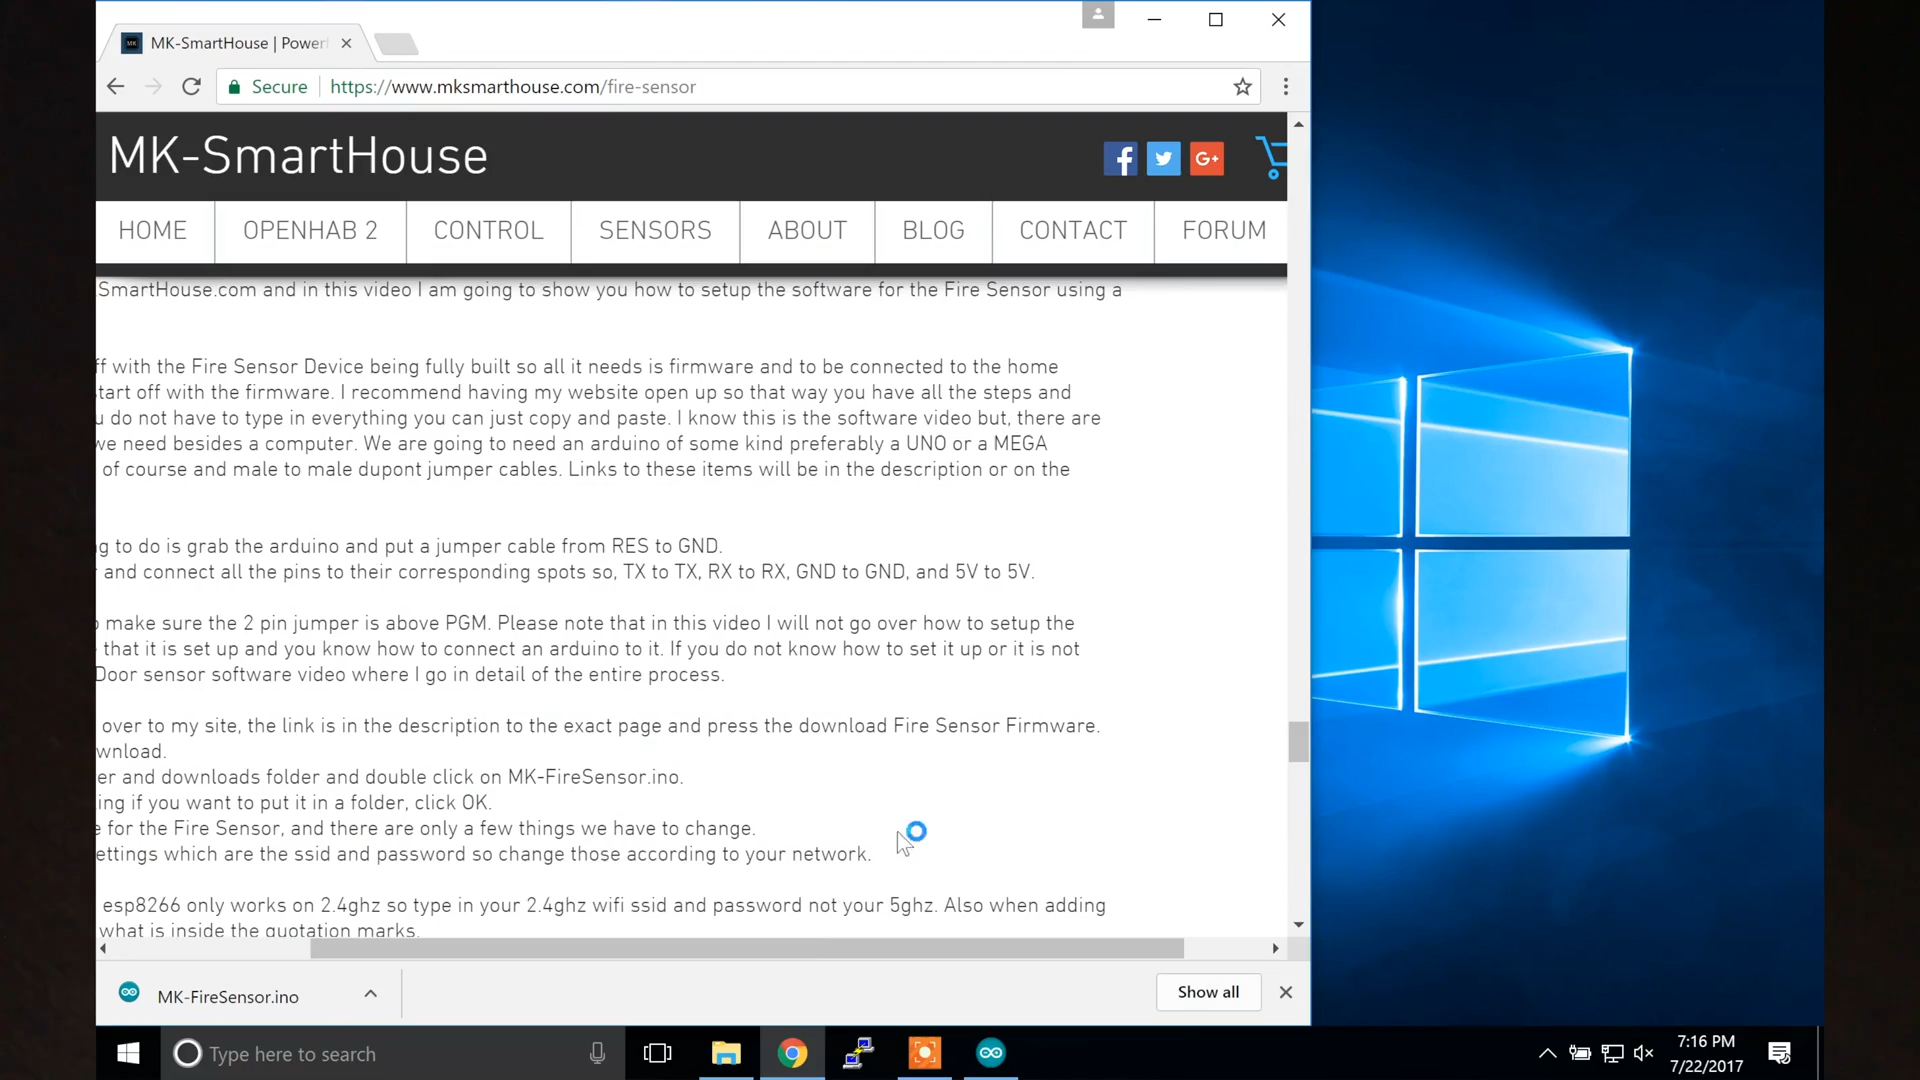 MK-SmartHouse | Power
Secure
https://www.mksmarthouse.com/fire-sensor
MK-SmartHouse
HOME
OPENHAB 2
CONTROL
SENSORS
ABOUT
BLOG
CONTACT
FORUM
SmartHouse.com and in this video I am going to show you how to setup the software for the Fire Sensor using a
ff with the Fire Sensor Device being fully built so all it needs is firmware and to be connected to the home
tart off with the firmware. I recommend having my website open up so that way you have all the steps and
u do not have to type in everything you can just copy and paste. I know this is the software video but, there are
we need besides a computer. We are going to need an arduino of some kind preferably a UNO or a MEGA
of course and male to male dupont jumper cables. Links to these items will be in the description or on the
g to do is grab the arduino and put a jumper cable from RES to GND.
and connect all the pins to their corresponding spots so, TX to TX, RX to RX, GND to GND, and 5V to 5V.
make sure the 2 pin jumper is above PGM. Please note that in this video I will not go over how to setup the
that it is set up and you know how to connect an arduino to it. If you do not know how to set it up or it is not
Door sensor software video where I go in detail of the entire process.
over to my site, the link is in the description to the exact page and press the download Fire Sensor Firmware.
wnload.
er and downloads folder and double click on MK-FireSensor.ino.
ing if you want to put it in a folder, click OK.
e for the Fire Sensor, and there are only a few things we have to change.
ettings which are the ssid and password so change those according to your network.
esp8266 only works on 2.4ghz so type in your 2.4ghz wifi ssid and password not your 5ghz. Also when adding
what is inside the quotation marks.
MK-FireSensor.ino
Show all
Type here to search
7:16 PM
7/22/2017